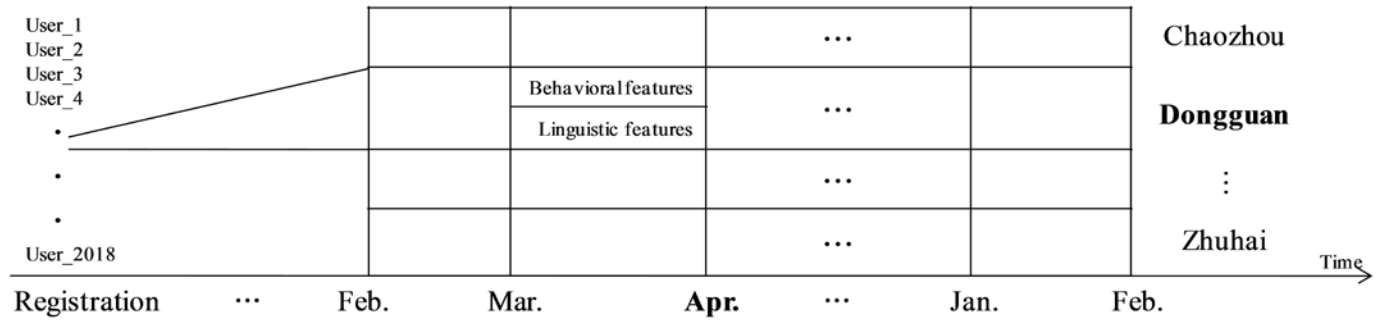 User_1
User_2
User_3
User_4
•
•
•
User_2018
Behavioral features
Linguistic features
...
...
...
...
Chaozhou
Dongguan
⋮
Zhuhai
Time
Registration ... Feb. Mar. Apr. ... Jan. Feb.